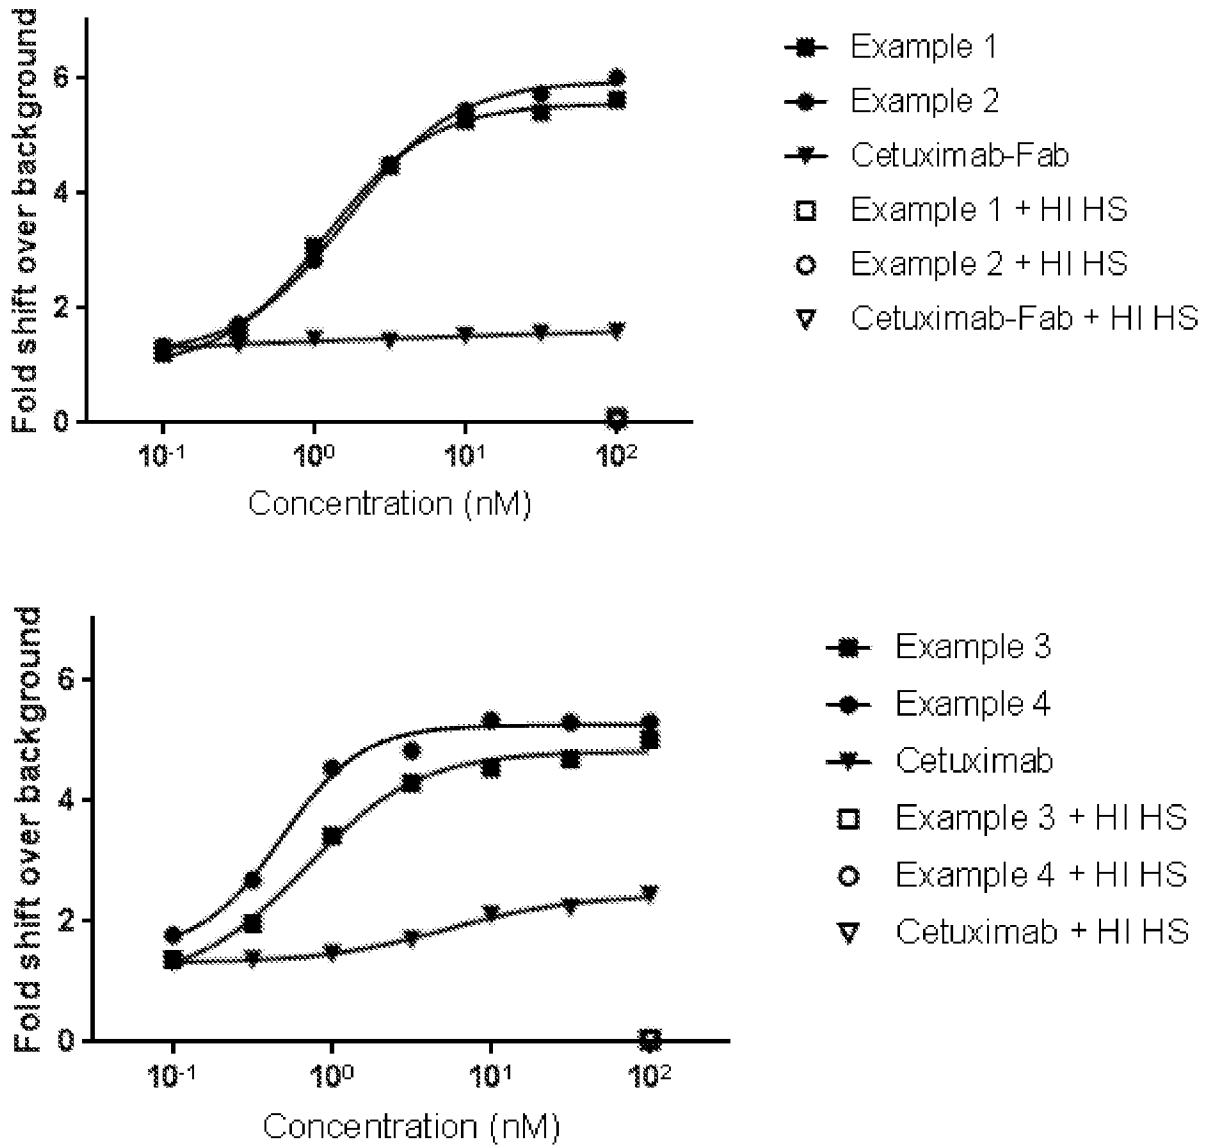 Fold shift over background
6
4
2
0
10-1
100
101
102
Concentration (nM)
Example 1
Example 2
Cetuximab-Fab
Example 1 + HI HS
Example 2 + HI HS
Cetuximab-Fab + HI HS
Fold shift over background
6
4
2
0
10-1
100
101
102
Concentration (nM)
Example 3
Example 4
Cetuximab
Example 3 + HI HS
Example 4 + HI HS
Cetuximab + HI HS